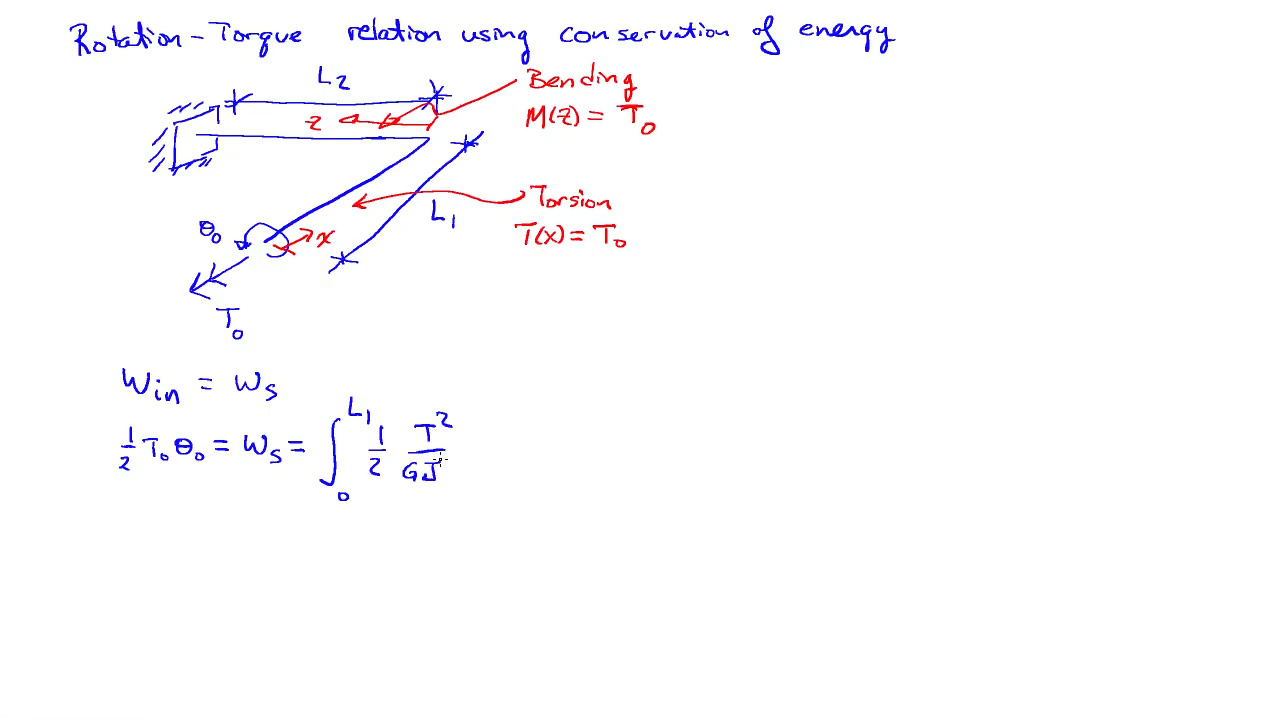 Rotation - Torque relation using conservation of energy
L2
Bending
M(z) = T0
z
Torsion
T(x) = T0
L1
θ0
x
T0
Win = Ws
1/2 T0 θ0 = Ws = ∫_0^L1 1/2 T²/GJ